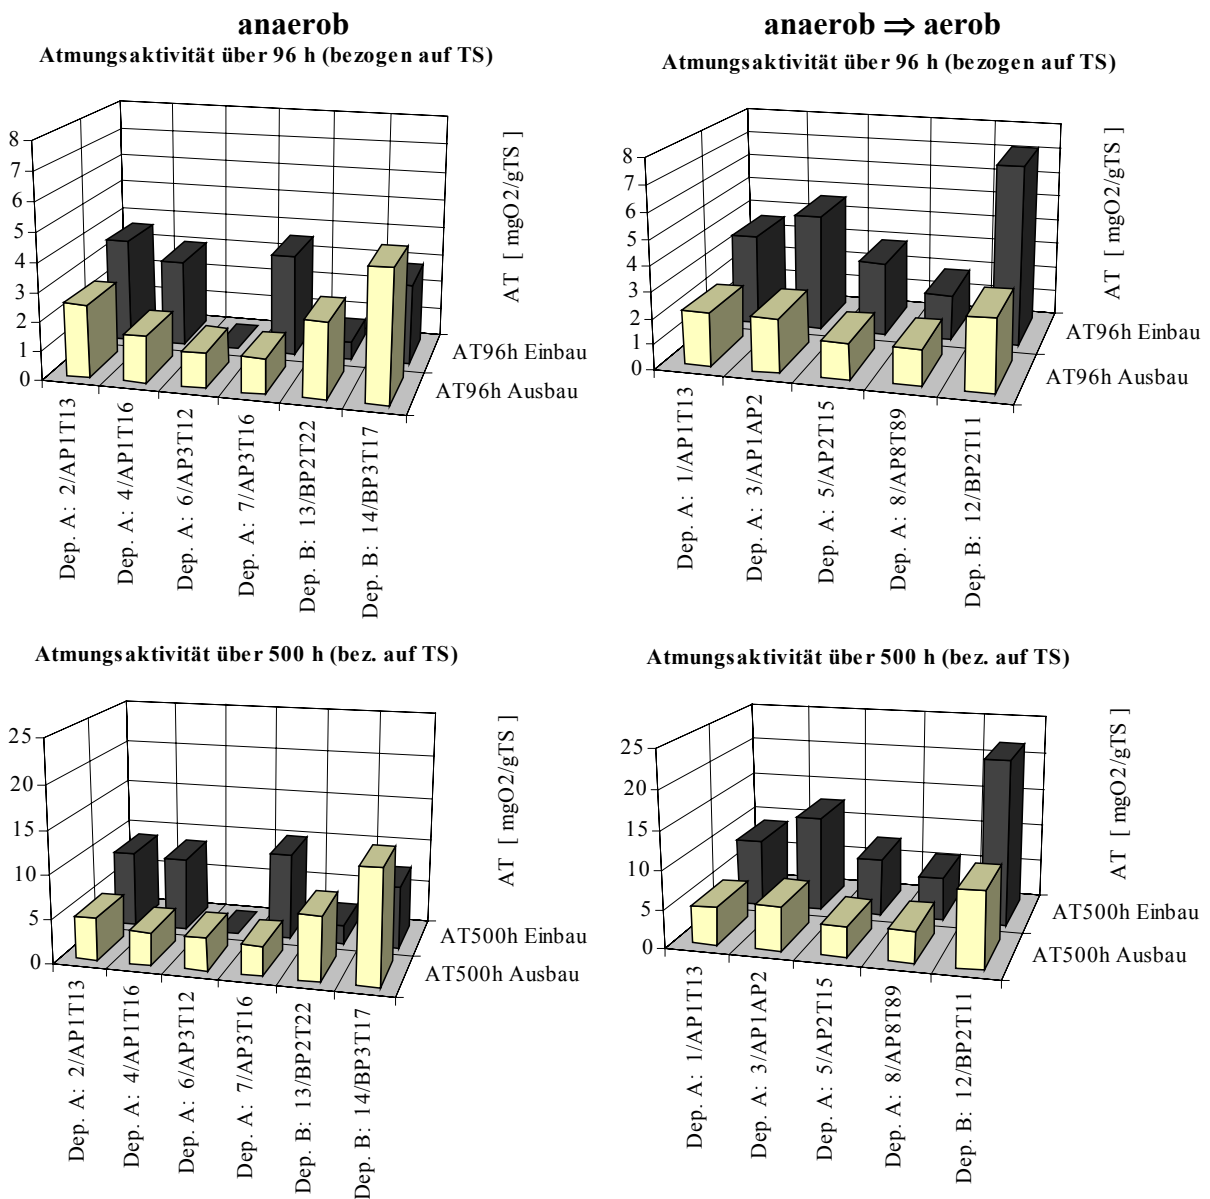 anaerob
anaerob ⇒ aerob
Atmungsaktivität über 96 h (bezogen auf TS)
8
7
6
5
4
3
2
1
0
AT [ mgO2/gTS ]
AT96h Einbau
AT96h Ausbau
Dep. A: 2/AP1T13
Dep. A: 4/AP1T16
Dep. A: 6/AP3T12
Dep. A: 7/AP3T16
Dep. B: 13/BP2T22
Dep. B: 14/BP3T17
Atmungsaktivität über 96 h (bezogen auf TS)
8
7
6
5
4
3
2
1
0
AT [ mgO2/gTS ]
AT96h Einbau
AT96h Ausbau
Dep. A: 1/AP1T13
Dep. A: 3/AP1AP2
Dep. A: 5/AP2T15
Dep. A: 8/AP8T89
Dep. B: 12/BP2T11
Atmungsaktivität über 500 h (bez. auf TS)
25
20
15
10
5
0
AT [ mgO2/gTS ]
AT500h Einbau
AT500h Ausbau
Dep. A: 2/AP1T13
Dep. A: 4/AP1T16
Dep. A: 6/AP3T12
Dep. A: 7/AP3T16
Dep. B: 13/BP2T22
Dep. B: 14/BP3T17
Atmungsaktivität über 500 h (bez. auf TS)
25
20
15
10
5
0
AT [ mgO2/gTS ]
AT500h Einbau
AT500h Ausbau
Dep. A: 1/AP1T13
Dep. A: 3/AP1AP2
Dep. A: 5/AP2T15
Dep. A: 8/AP8T89
Dep. B: 12/BP2T11